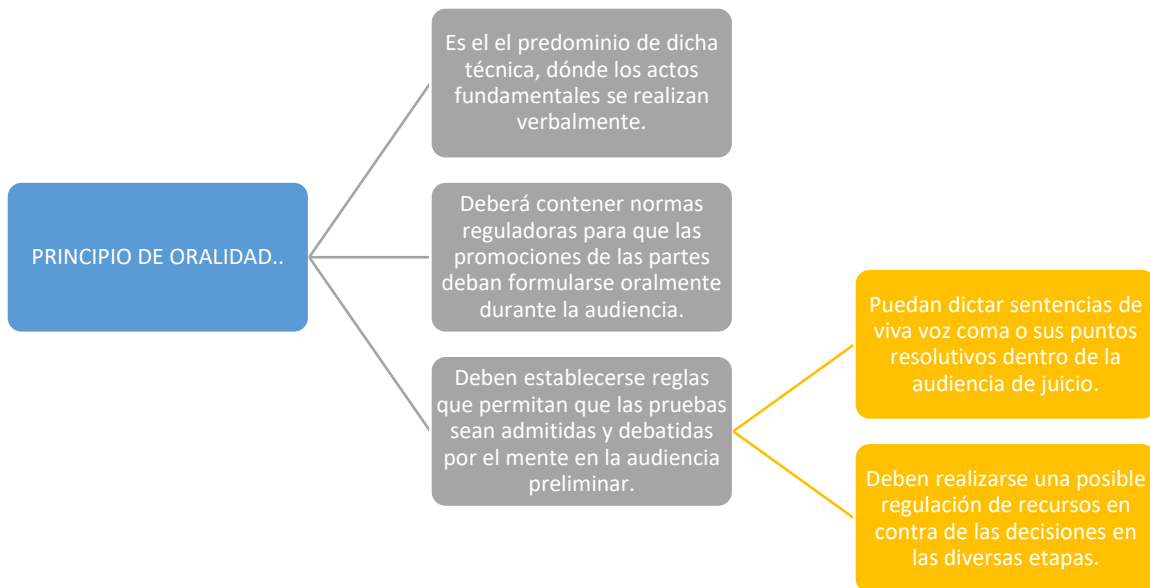 PRINCIPIO DE ORALIDAD..
Es el el predominio de dicha
técnica, dónde los actos
fundamentales se realizan
verbalmente.
Deberá contener normas
reguladoras para que las
promociones de las partes
deban formularse oralmente
durante la audiencia.
Deben establecerse reglas
que permitan que las pruebas
sean admitidas y debatidas
por el mente en la audiencia
preliminar.
Puedan dictar sentencias de
viva voz coma o sus puntos
resolutivos dentro de la
audiencia de juicio.
Deben realizarse una posible
regulación de recursos en
contra de las decisiones en
las diversas etapas.